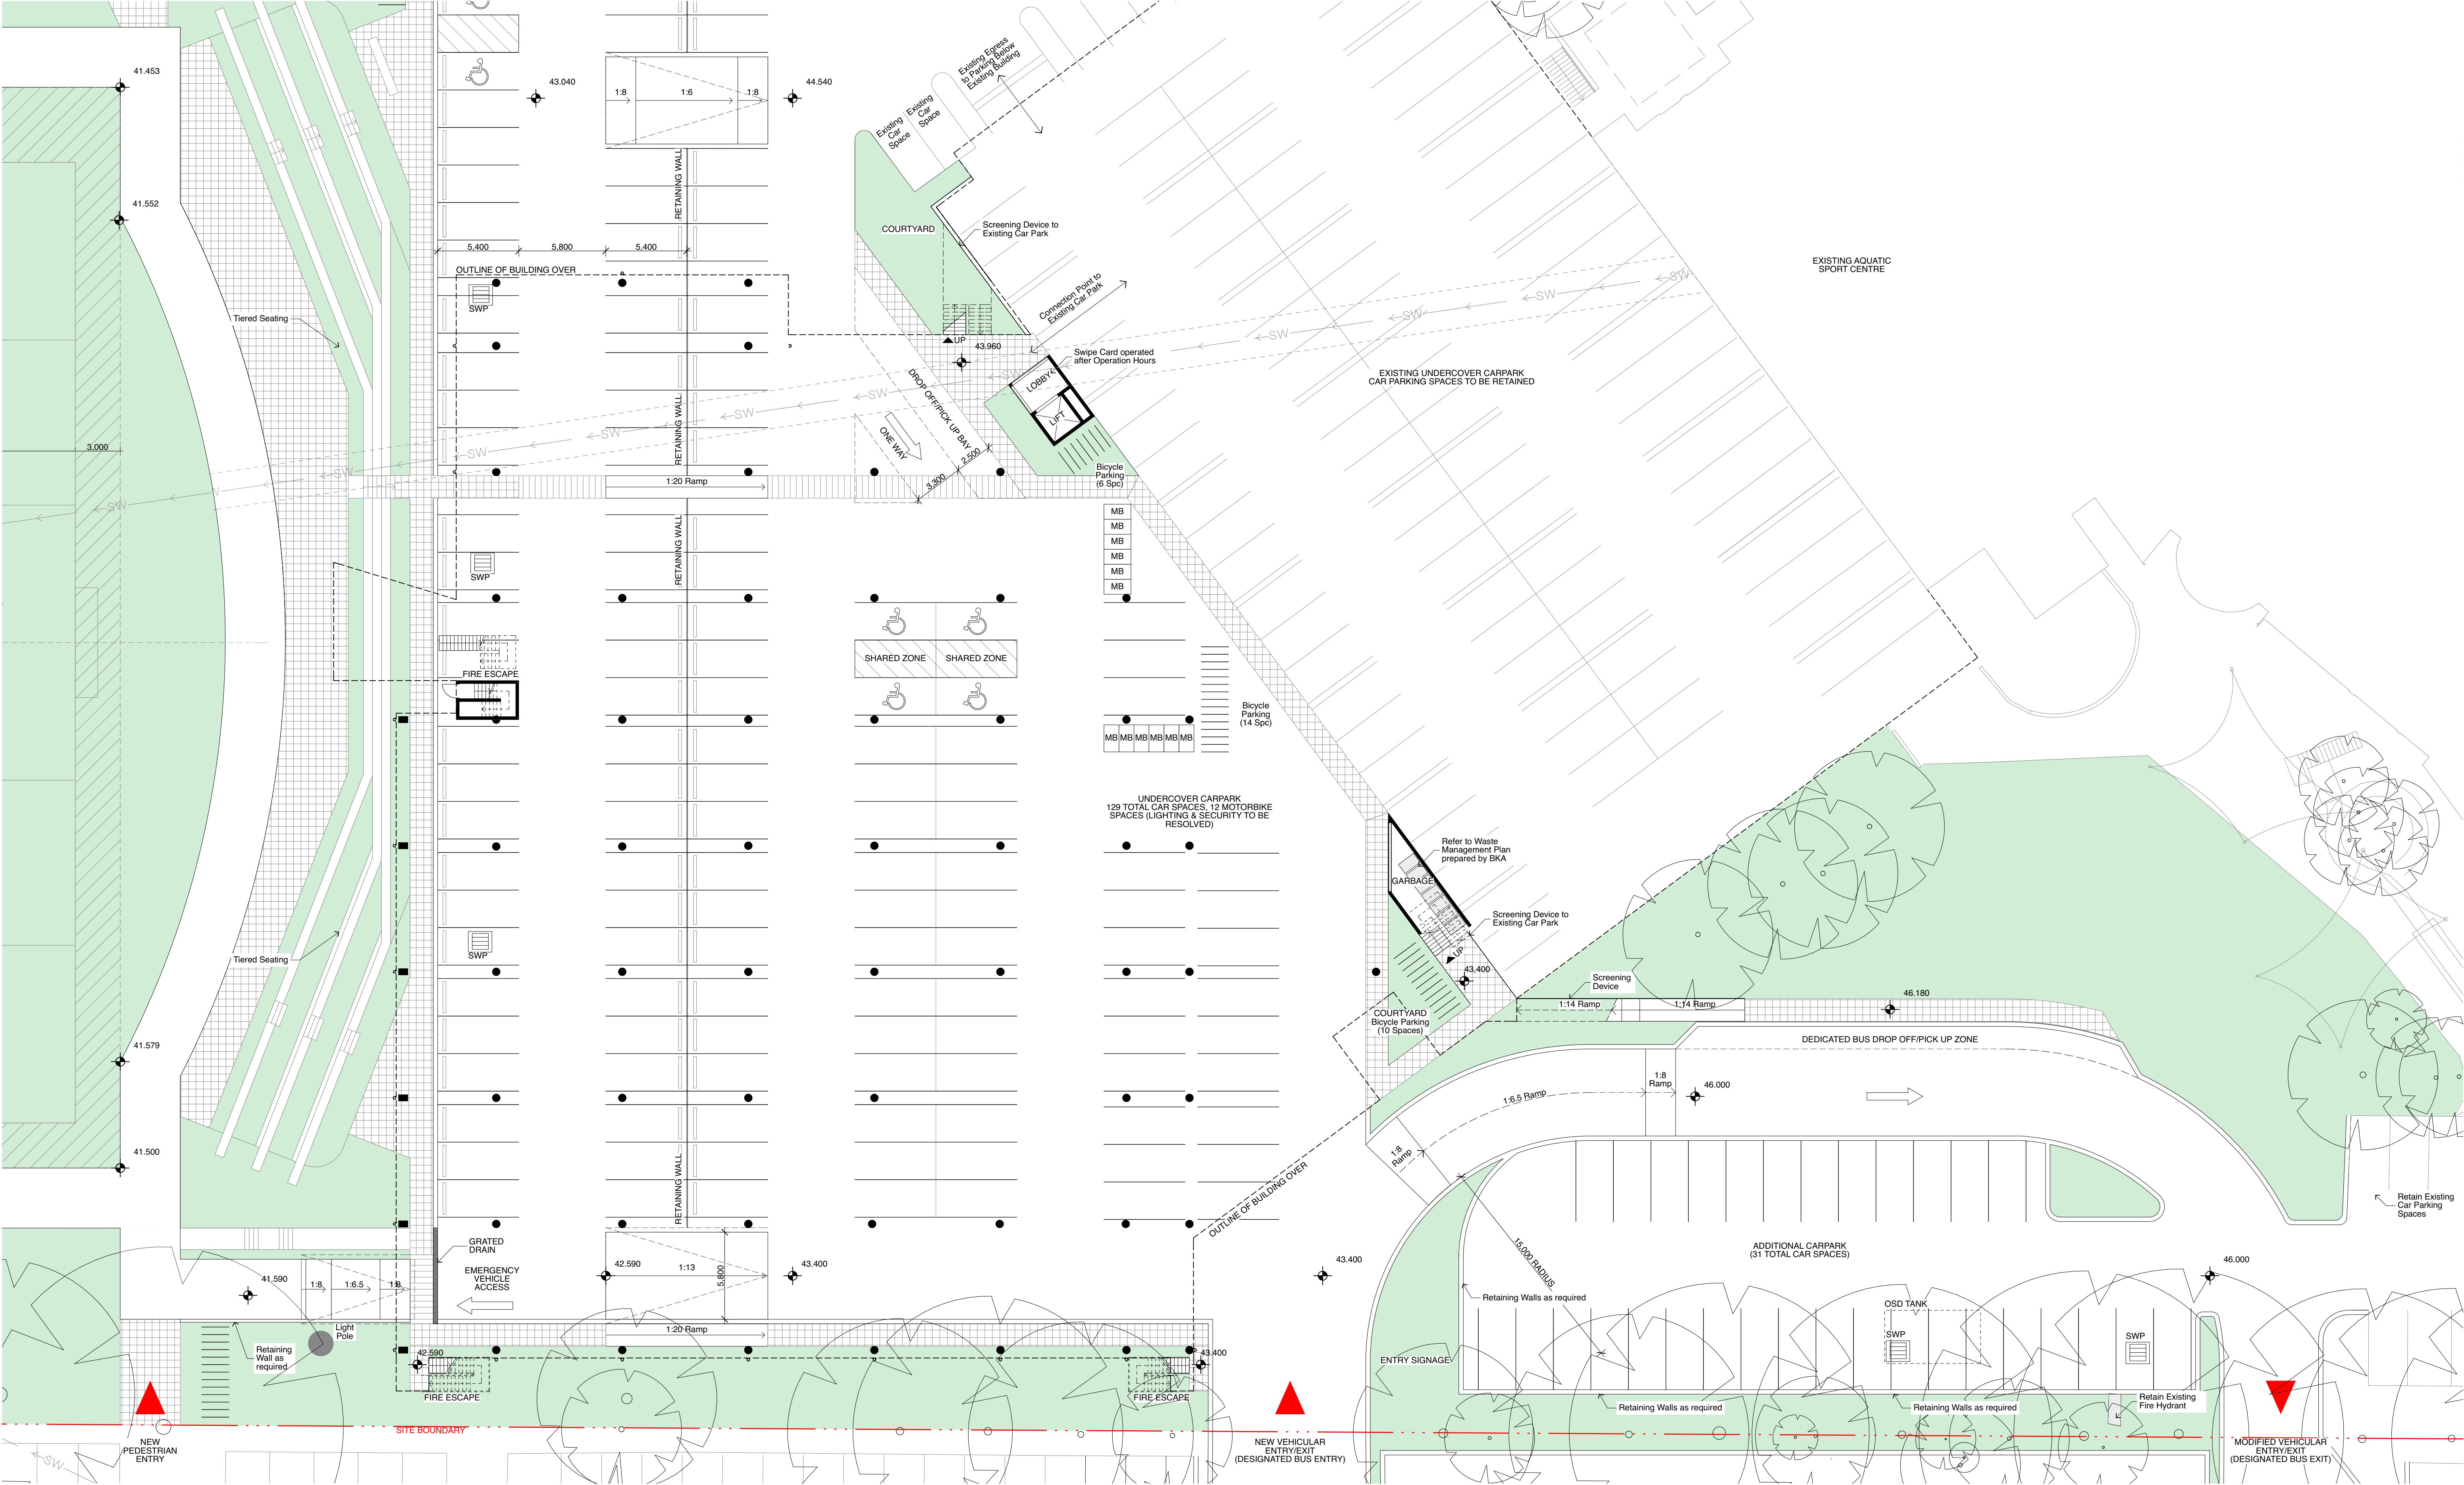 41.453
43.040
1:8
1:6
1:8
44.540
Existing Egress
to Parking Below
Existing Building
Existing
Car
Space
Existing
Car
Space
41.552
RETAINING WALL
COURTYARD
Screening Device to
Existing Car Park
5,400
5,800
5,400
OUTLINE OF BUILDING OVER
EXISTING AQUATIC
SPORT CENTRE
SWP
Tiered Seating
Connection Point to
Existing Car Park
SW
SW
SW
SW
UP
43.960
Swipe Card operated
after Operation Hours
SW
LOBBY
LIFT
EXISTING UNDERCOVER CARPARK
CAR PARKING SPACES TO BE RETAINED
DROP OFF/PICK UP BAY
SW
SW
SW
SW
SW
SW
SW
SW
3,000
RETAINING WALL
ONE WAY
2,500
3,300
1:20 Ramp
Bicycle
Parking
(6 Spc)
MB
MB
MB
MB
MB
MB
RETAINING WALL
SWP
SHARED ZONE
SHARED ZONE
FIRE ESCAPE
Bicycle
Parking
(14 Spc)
MB
MB
MB
MB
MB
MB
UNDERCOVER CARPARK
129 TOTAL CAR SPACES, 12 MOTORBIKE
SPACES (LIGHTING & SECURITY TO BE
RESOLVED)
Refer to Waste
Management Plan
prepared by BKA
GARBAGE
Screening Device to
Existing Car Park
SWP
Tiered Seating
UP
43,400
Screening
Device
1:14 Ramp
1:14 Ramp
46.180
COURTYARD
Bicycle Parking
(10 Spaces)
DEDICATED BUS DROP OFF/PICK UP ZONE
41.579
1:8
Ramp
46.000
1:6.5 Ramp
41.500
1:8
Ramp
RETAINING WALL
OUTLINE OF BUILDING OVER
Retain Existing
Car Parking
Spaces
GRATED
DRAIN
ADDITIONAL CARPARK
(31 TOTAL CAR SPACES)
15.000 RADIUS
41.590
1:8
1:6.5
1:8
EMERGENCY
VEHICLE
ACCESS
42.590
1:13
5,800
43.400
43.400
46.000
Retaining Walls as required
OSD TANK
SWP
SWP
Light
Pole
1:20 Ramp
Retaining
Wall as
required
42.590
43.400
ENTRY SIGNAGE
FIRE ESCAPE
FIRE ESCAPE
Retaining Walls as required
Retaining Walls as required
Retain Existing
Fire Hydrant
SITE BOUNDARY
NEW
PEDESTRIAN
ENTRY
NEW VEHICULAR
ENTRY/EXIT
(DESIGNATED BUS ENTRY)
MODIFIED VEHICULAR
ENTRY/EXIT
(DESIGNATED BUS EXIT)
SW